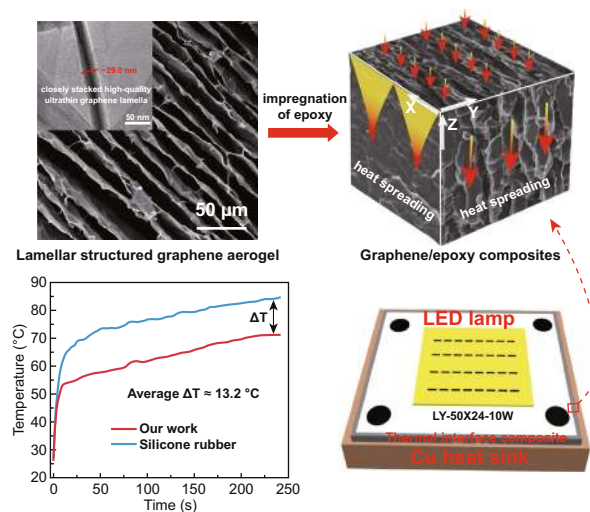 ~29.8 nm
closely stacked high-quality
ultrathin graphene lamella
50 nm
50 µm
Lamellar structured graphene aerogel
impregnation
of epoxy
X
Y
Z
heat spreading
heat spreading
Graphene/epoxy composites
Temperature (°C)
90
80
70
60
50
40
30
20
ΔT
Average ΔT ≈ 13.2 °C
Our work
Silicone rubber
0
50
100
150
200
250
Time (s)
LED lamp
LY-50X24-10W
Thermal interface composite
Cu heat sink